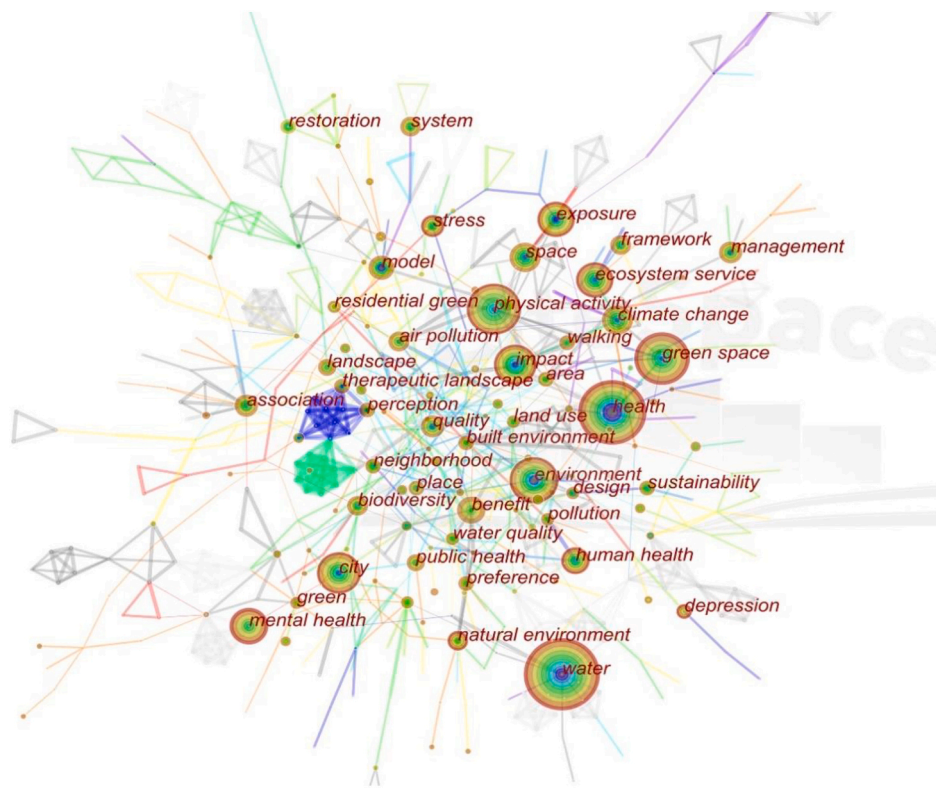 restoration
system
stress
exposure
space
framework
management
model
ecosystem service
residential green
physical activity
climate change
air pollution
walking
landscape
impact
green space
therapeutic landscape
area
association
perception
health
quality
land use
built environment
neighborhood
environment
place
design
sustainability
biodiversity
benefit
pollution
water quality
public health
human health
city
preference
green
depression
mental health
natural environment
water
pace